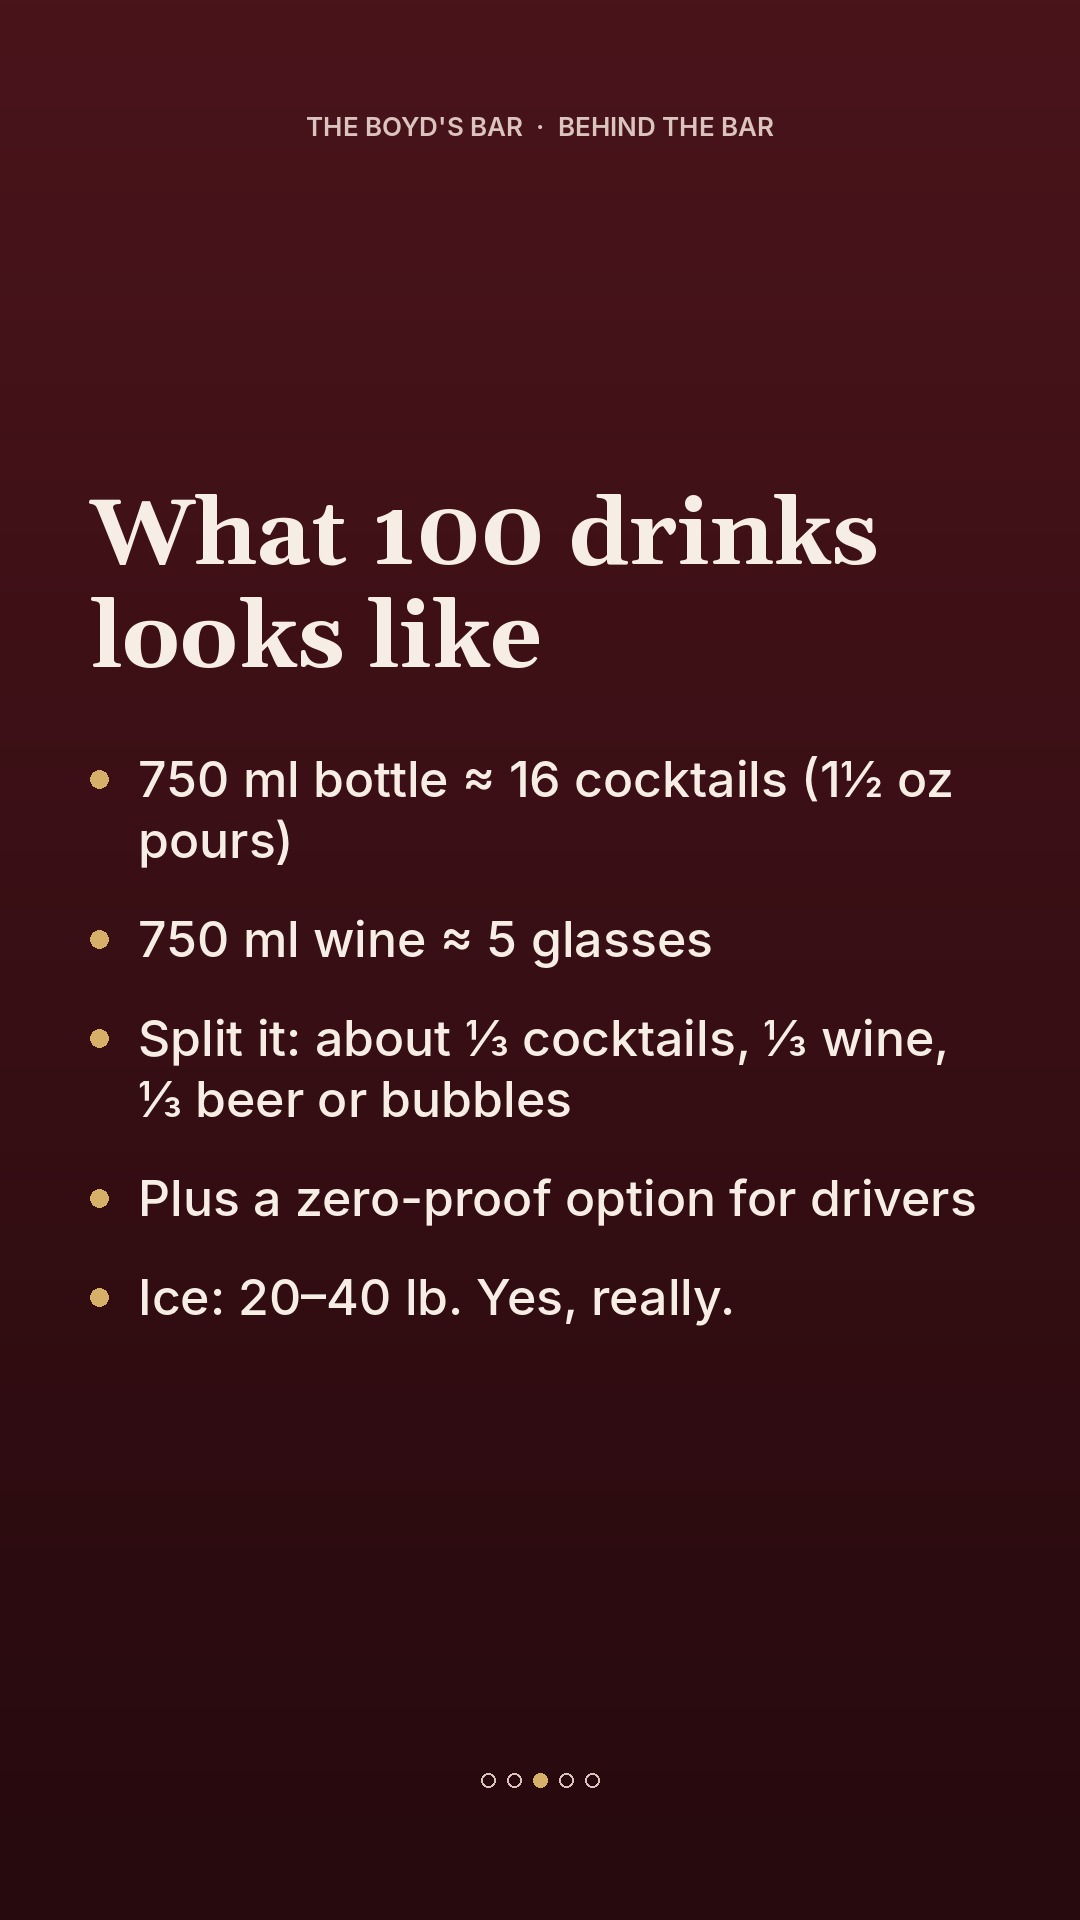 THE BOYD'S BAR · BEHIND THE BAR
What 100 drinks
looks like
750 ml bottle ≈ 16 cocktails (1½ oz
pours)
750 ml wine ≈ 5 glasses
Split it: about ⅓ cocktails, ⅓ wine,
⅓ beer or bubbles
Plus a zero-proof option for drivers
Ice: 20–40 lb. Yes, really.